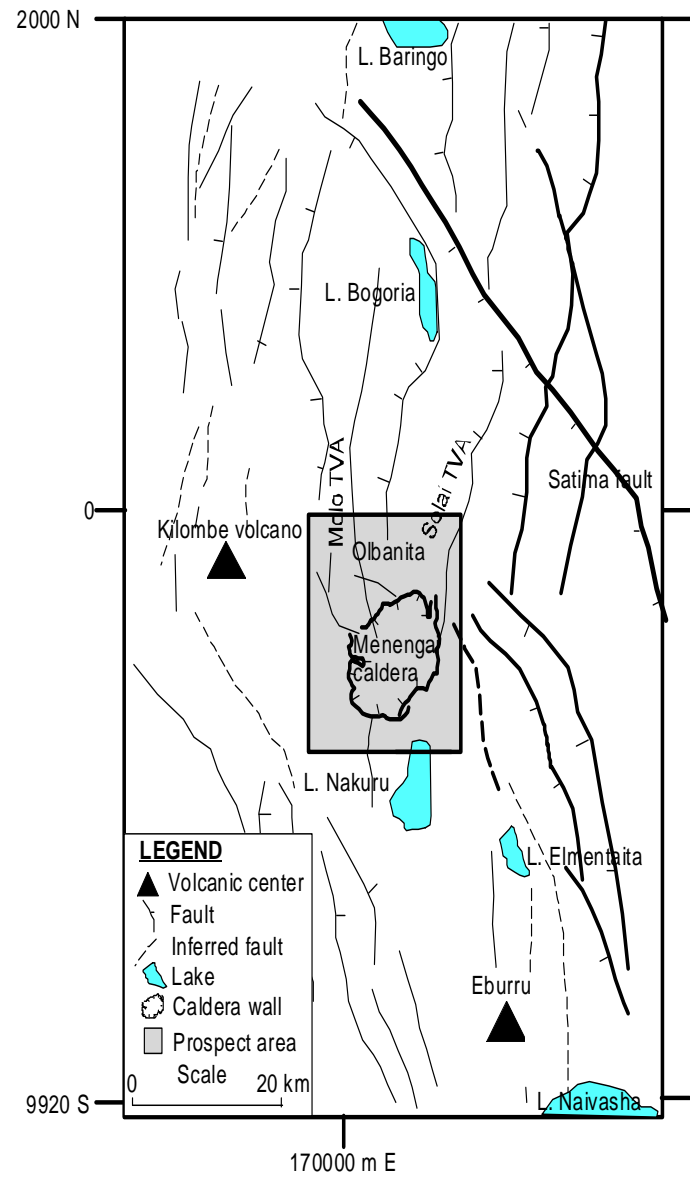 2000 N
L. Baringo
L. Bogoria
Molo TVA
Solai TVA
Satima fault
0
Kilombe volcano
Olbanita
Menenga
caldera
L. Nakuru
L. Elmentaita
Eburru
L. Naivasha
LEGEND
Volcanic center
Fault
Inferred fault
Lake
Caldera wall
Prospect area
Scale
0 20 km
9920 S
170000 m E